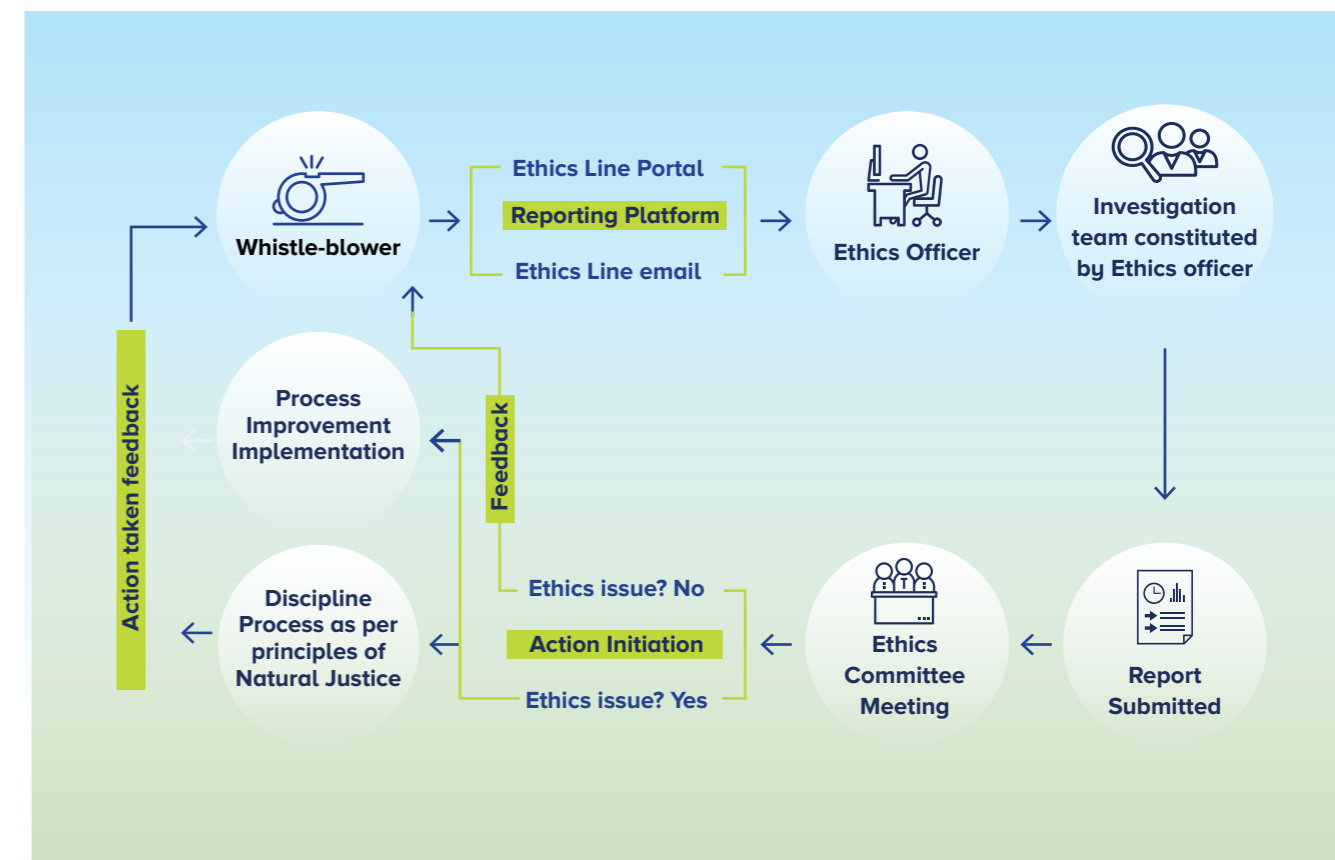 Whistle-blower
Ethics Line Portal
Reporting Platform
Ethics Line email
Ethics Officer
Investigation
team constituted
by Ethics officer
Report
Submitted
Ethics
Committee
Meeting
Ethics issue? No
Action Initiation
Ethics issue? Yes
Feedback
Process
Improvement
Implementation
Discipline
Process as per
principles of
Natural Justice
Action taken feedback